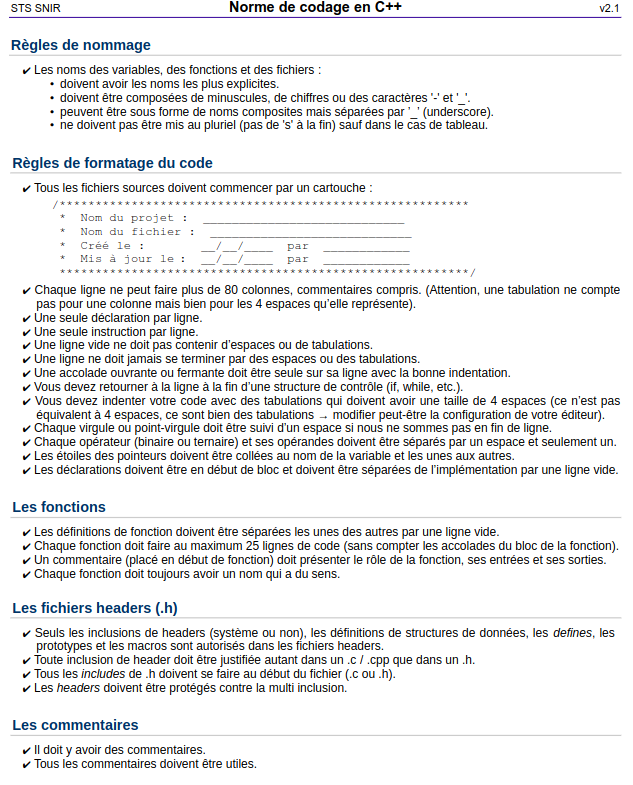 STS SNIR Norme de codage en C++ v2.1
Règles de nommage
✔ Les noms des variables, des fonctions et des fichiers :
• doivent avoir les noms les plus explicites.
• doivent être composées de minuscules, de chiffres ou des caractères '-' et '_'.
• peuvent être sous forme de noms composites mais séparées par '_' (underscore).
• ne doivent pas être mis au pluriel (pas de 's' à la fin) sauf dans le cas de tableau.
Règles de formatage du code
✔ Tous les fichiers sources doivent commencer par un cartouche :
/*********************************************************
* Nom du projet : ____________________________
* Nom du fichier : ____________________________
* Créé le : __/__/____ par ____________
* Mis à jour le : __/__/____ par ____________
*********************************************************/
✔ Chaque ligne ne peut faire plus de 80 colonnes, commentaires compris. (Attention, une tabulation ne compte
pas pour une colonne mais bien pour les 4 espaces qu’elle représente).
✔ Une seule déclaration par ligne.
✔ Une seule instruction par ligne.
✔ Une ligne vide ne doit pas contenir d’espaces ou de tabulations.
✔ Une ligne ne doit jamais se terminer par des espaces ou des tabulations.
✔ Une accolade ouvrante ou fermante doit être seule sur sa ligne avec la bonne indentation.
✔ Vous devez retourner à la ligne à la fin d’une structure de contrôle (if, while, etc.).
✔ Vous devez indenter votre code avec des tabulations qui doivent avoir une taille de 4 espaces (ce n’est pas
équivalent à 4 espaces, ce sont bien des tabulations → modifier peut-être la configuration de votre éditeur).
✔ Chaque virgule ou point-virgule doit être suivi d’un espace si nous ne sommes pas en fin de ligne.
✔ Chaque opérateur (binaire ou ternaire) et ses opérandes doivent être séparés par un espace et seulement un.
✔ Les étoiles des pointeurs doivent être collées au nom de la variable et les unes aux autres.
✔ Les déclarations doivent être en début de bloc et doivent être séparées de l’implémentation par une ligne vide.
Les fonctions
✔ Les définitions de fonction doivent être séparées les unes des autres par une ligne vide.
✔ Chaque fonction doit faire au maximum 25 lignes de code (sans compter les accolades du bloc de la fonction).
✔ Un commentaire (placé en début de fonction) doit présenter le rôle de la fonction, ses entrées et ses sorties.
✔ Chaque fonction doit toujours avoir un nom qui a du sens.
Les fichiers headers (.h)
✔ Seuls les inclusions de headers (système ou non), les définitions de structures de données, les defines, les
prototypes et les macros sont autorisés dans les fichiers headers.
✔ Toute inclusion de header doit être justifiée autant dans un .c / .cpp que dans un .h.
✔ Tous les includes de .h doivent se faire au début du fichier (.c ou .h).
✔ Les headers doivent être protégés contre la multi inclusion.
Les commentaires
✔ Il doit y avoir des commentaires.
✔ Tous les commentaires doivent être utiles.